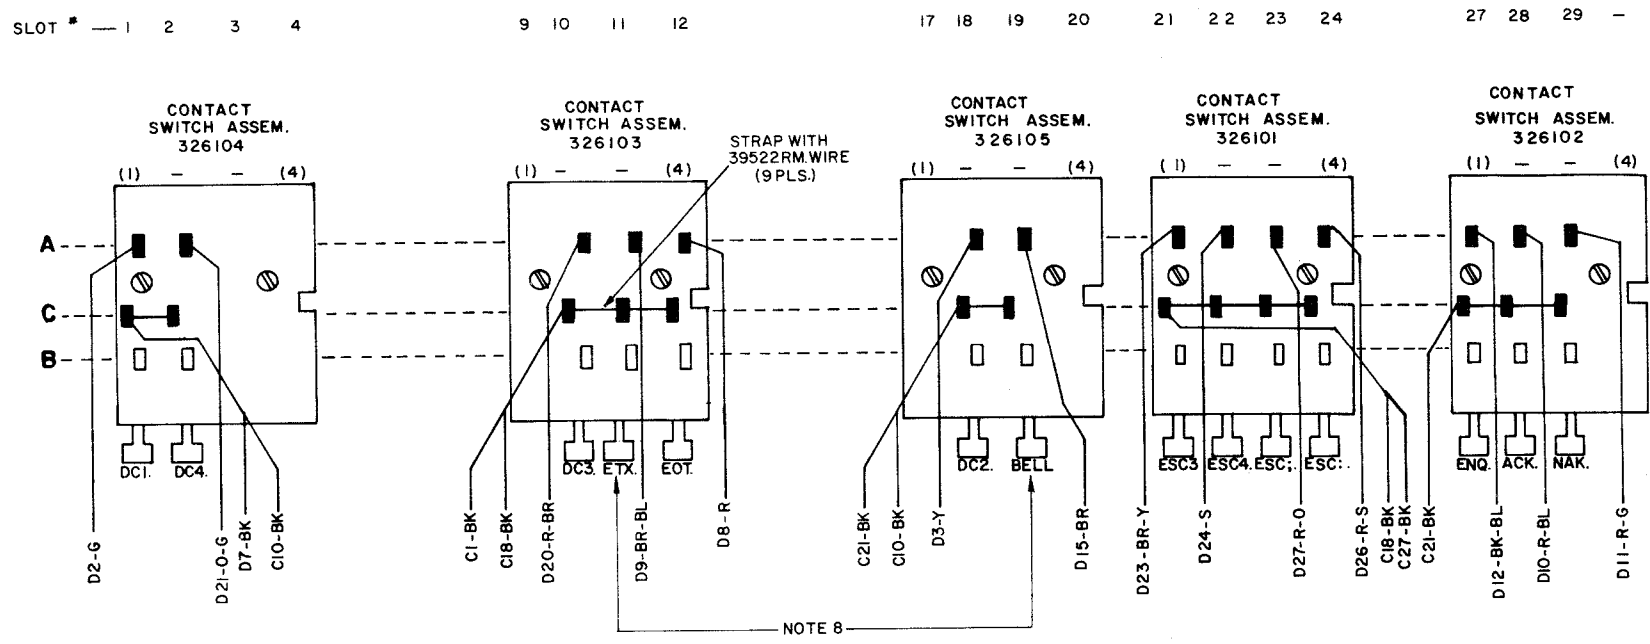 SLOT # — 1 2 3 4 9 10 11 12 17 18 19 20 21 22 23 24 27 28 29 –
CONTACT
SWITCH ASSEM.
326104
CONTACT
SWITCH ASSEM.
326103
CONTACT
SWITCH ASSEM.
326105
CONTACT
SWITCH ASSEM.
326101
CONTACT
SWITCH ASSEM.
326102
STRAP WITH
39522RM.WIRE
(9 PLS.)
(1) – – (4)
(1) – – (4)
(1) – – (4)
(1) – – (4)
(1) – – (4)
A
C
B
DC1. DC4.
DC3. ETX. EOT.
DC2. BELL
ESC3 ESC4. ESC;. ESC:.
ENQ. ACK. NAK.
D2-G
D21-O-G
D7-BK
C10-BK
C1-BK
C18-BK
D20-R-BR
D9-BR-BL
D8-R
C21-BK
C10-BK
D3-Y
D15-BR
D23-BR-Y
D24-S
D27-R-O
D26-R-S
C18-BK
C27-BK
C21-BK
D12-BK-BL
D10-R-BL
D11-R-G
NOTE 8